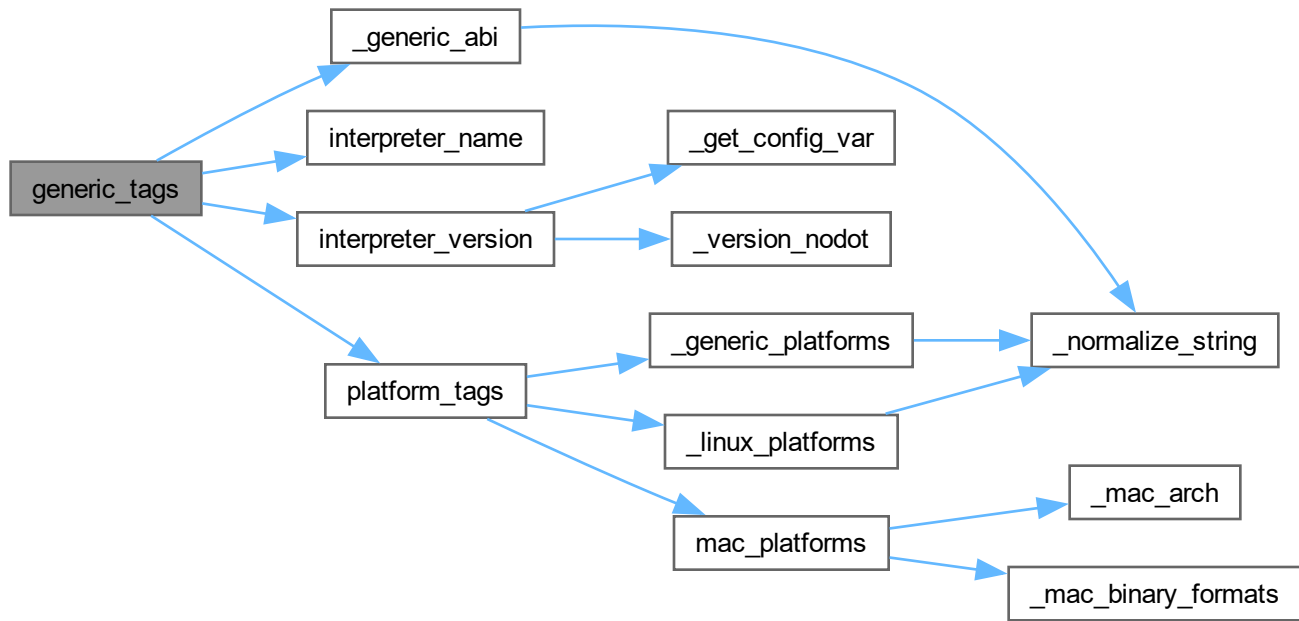 _generic_abi
interpreter_name
_get_config_var
generic_tags
interpreter_version
_version_nodot
_generic_platforms
_normalize_string
platform_tags
_linux_platforms
_mac_arch
mac_platforms
_mac_binary_formats